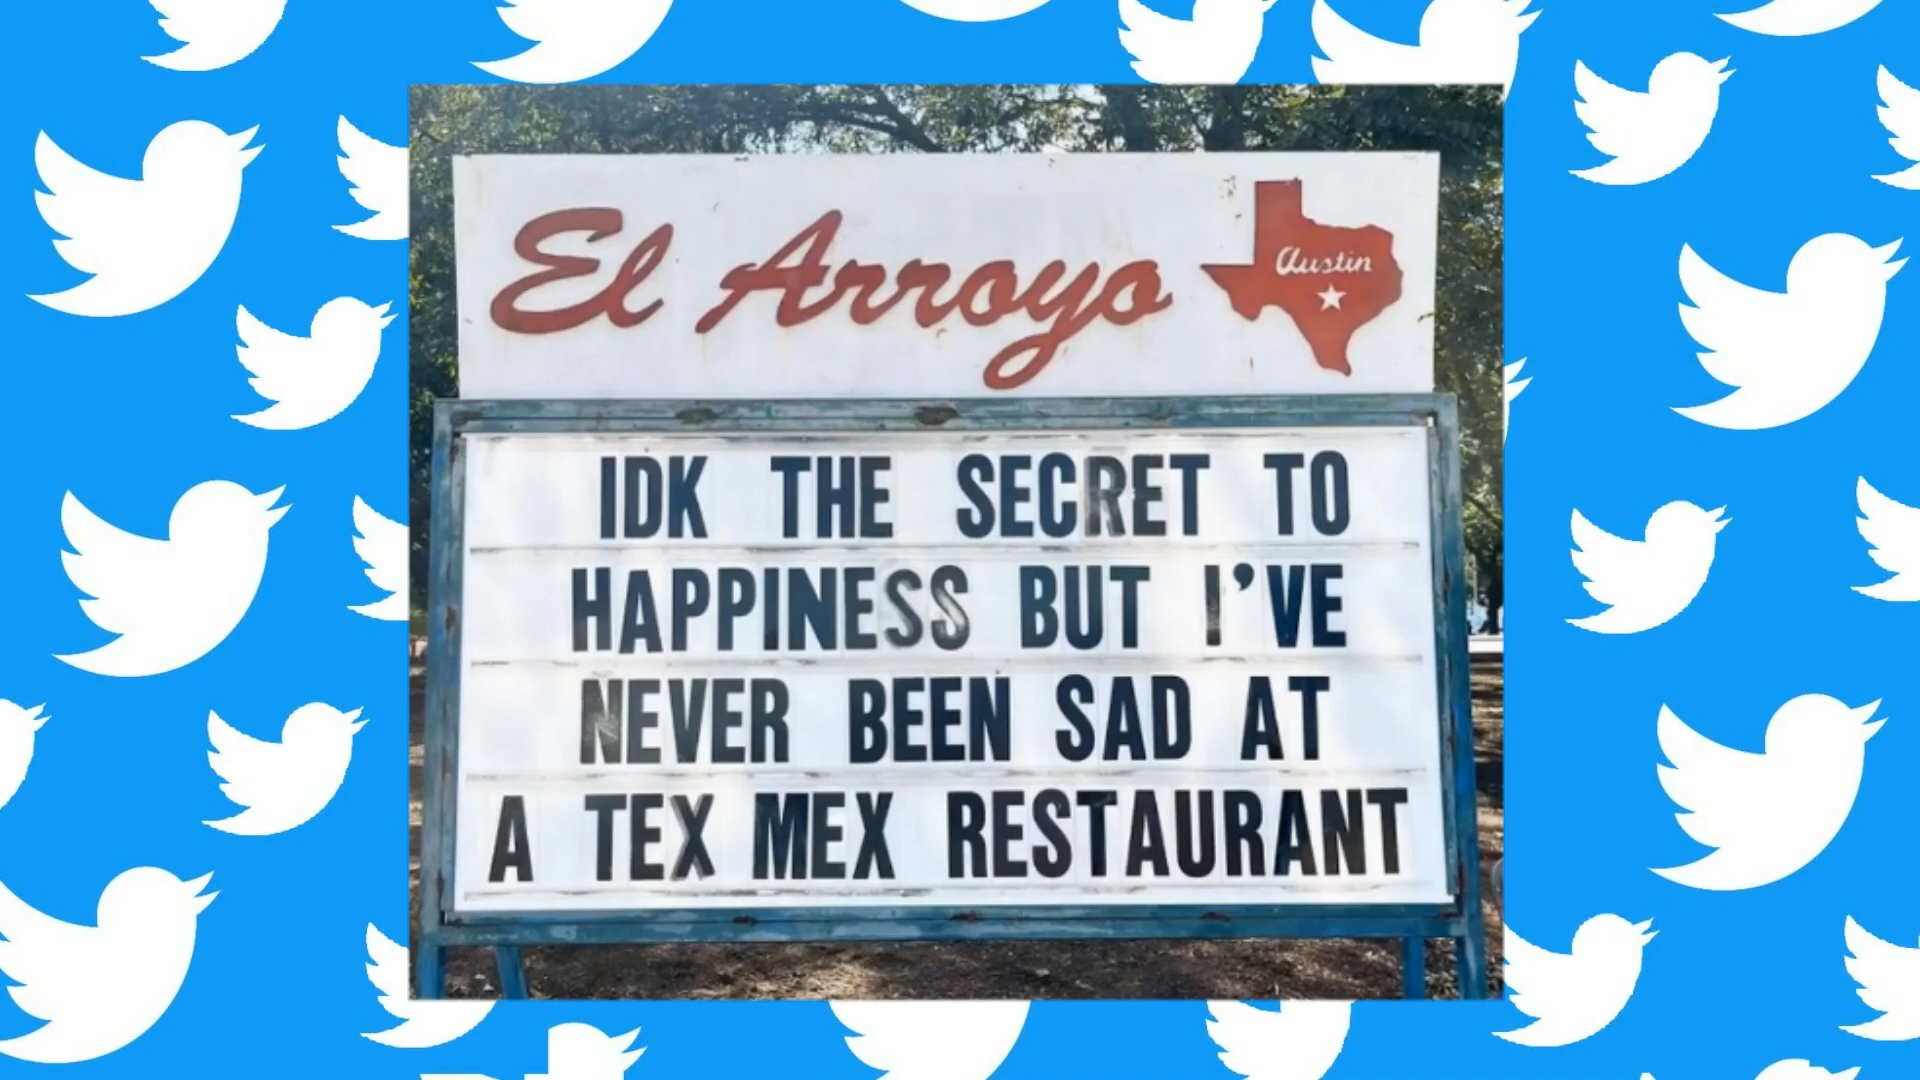 El Arroyo
Austin
IDK THE SECRET TO
HAPPINESS BUT I'VE
NEVER BEEN SAD AT
A TEX MEX RESTAURANT